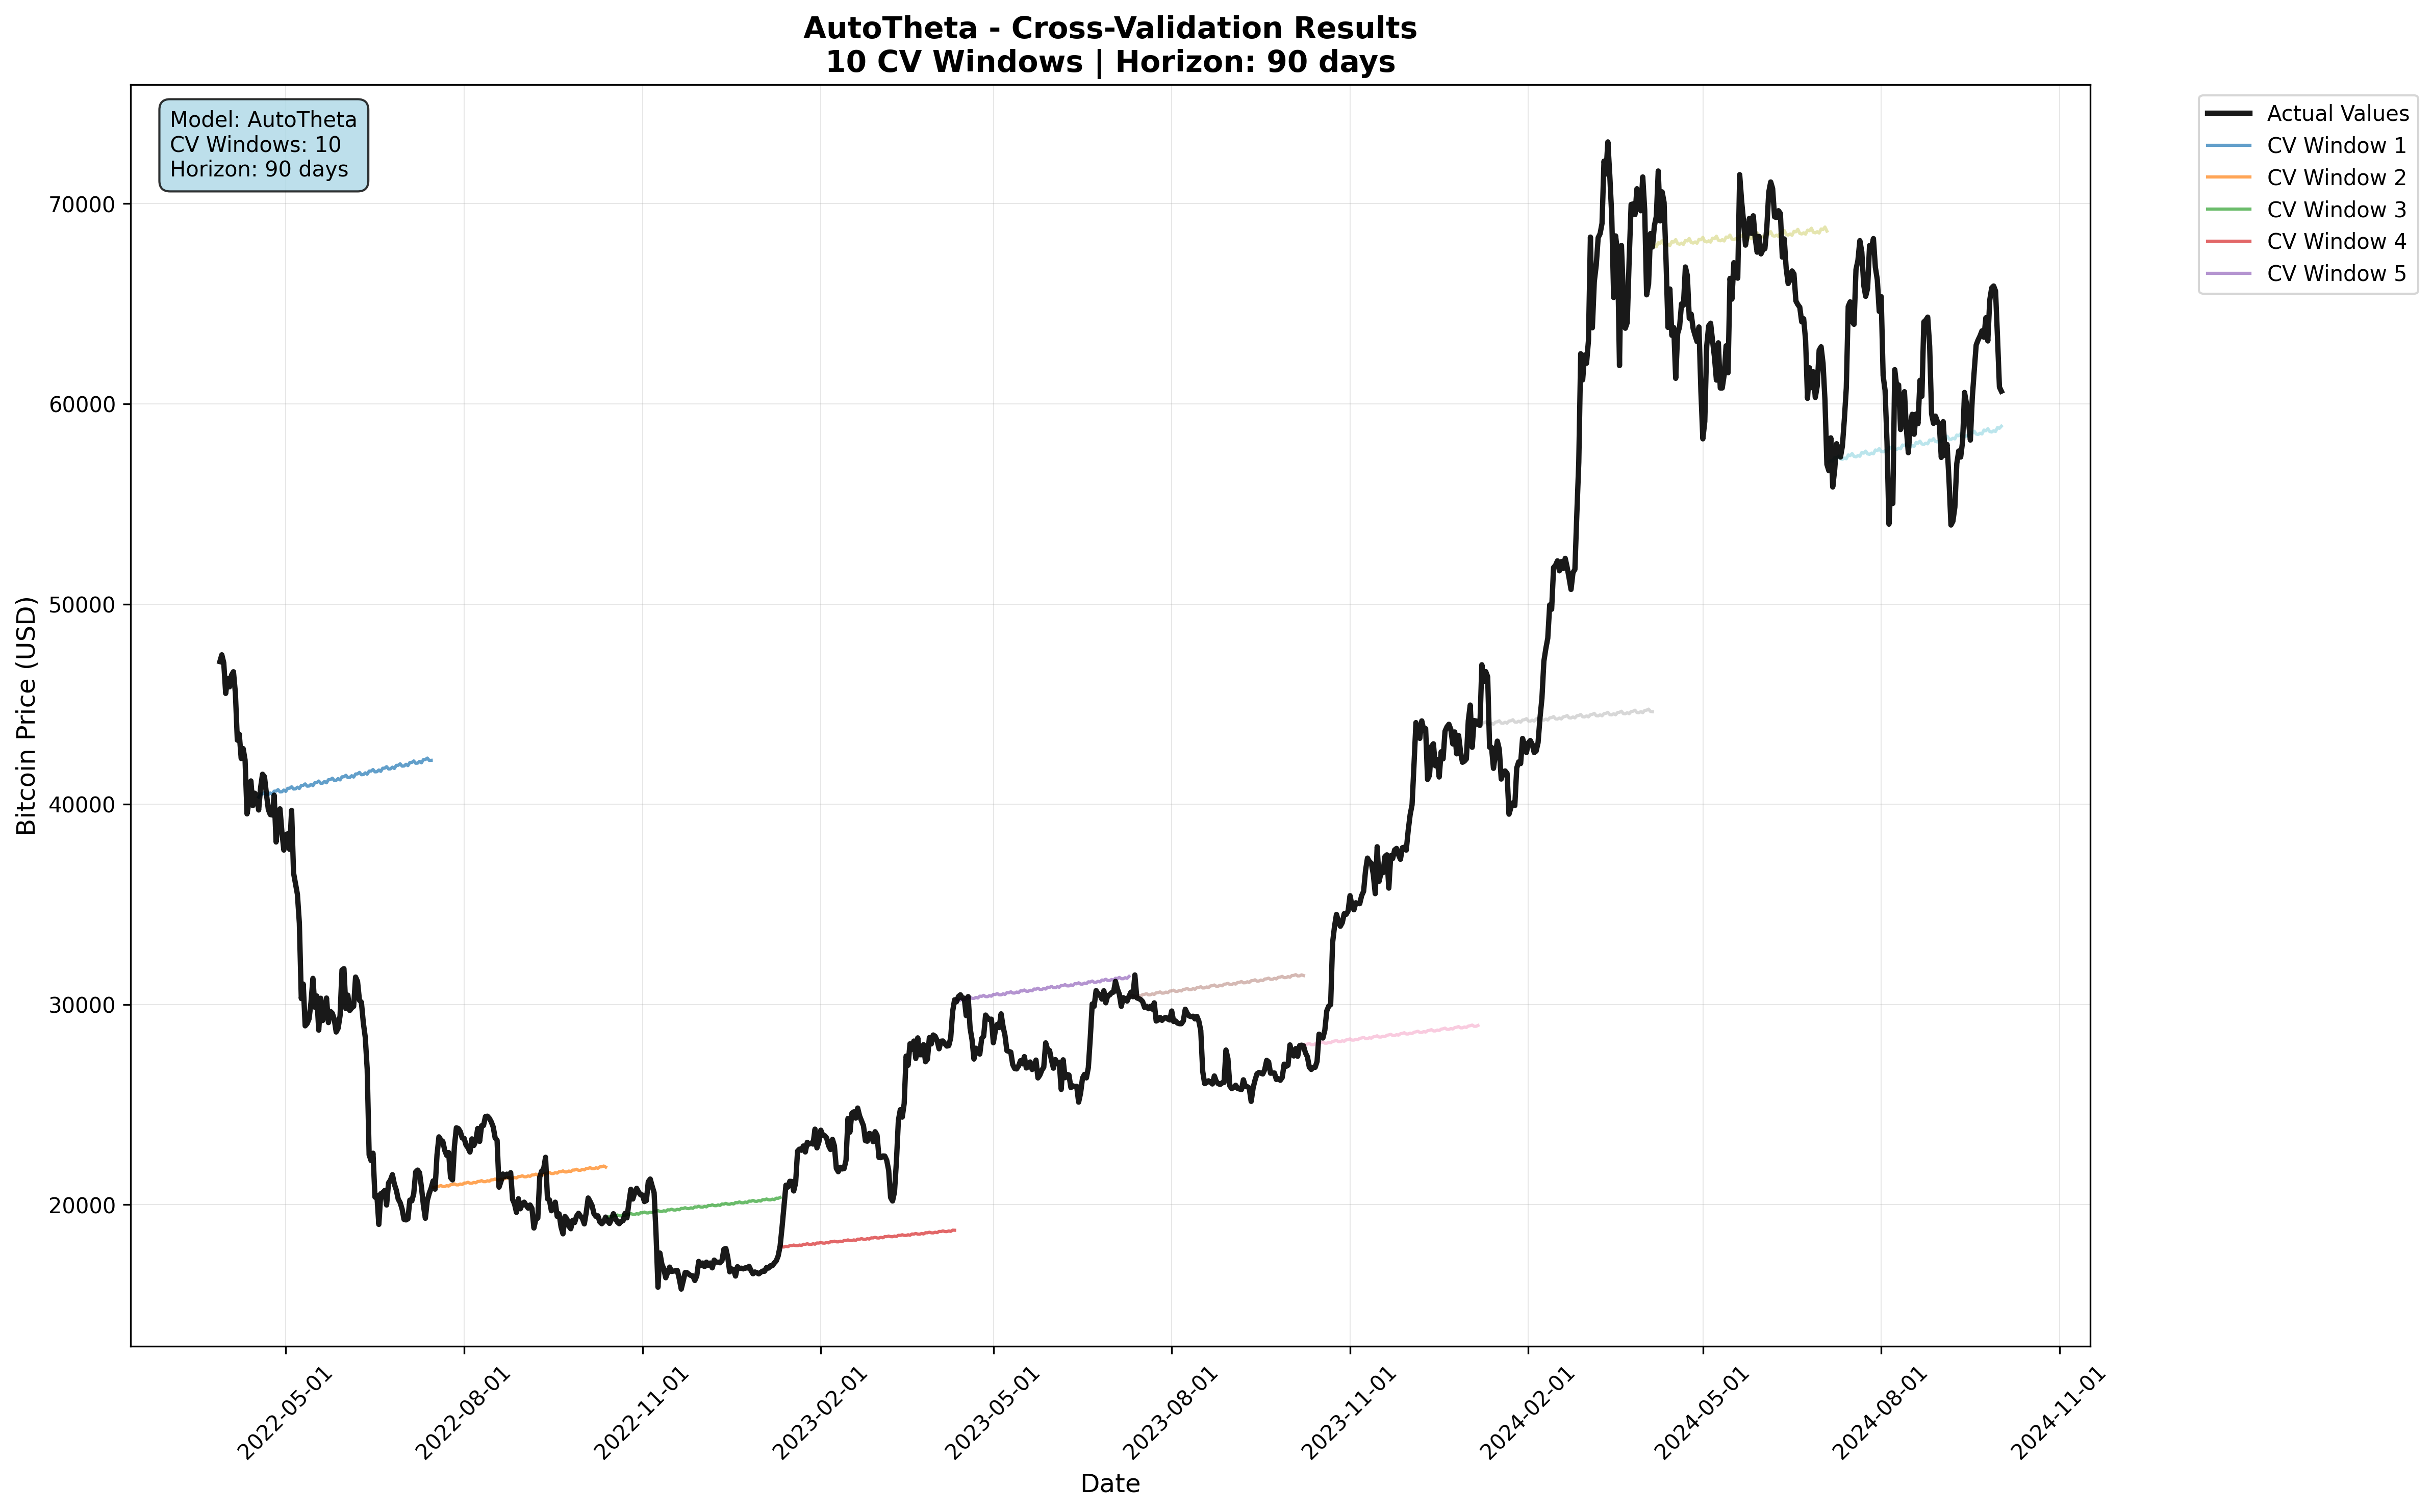 AutoTheta - Cross-Validation Results
10 CV Windows | Horizon: 90 days
Model: AutoTheta
CV Windows: 10
Horizon: 90 days
Actual Values
CV Window 1
CV Window 2
CV Window 3
CV Window 4
CV Window 5
Bitcoin Price (USD)
70000
60000
50000
40000
30000
20000
2022-05-01
2022-08-01
2022-11-01
2023-02-01
2023-05-01
2023-08-01
2023-11-01
2024-02-01
2024-05-01
2024-08-01
2024-11-01
Date